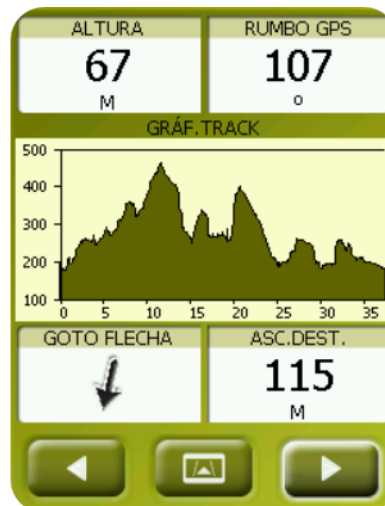 ALTURA
RUMBO GPS
67
107
M
°
GRÁF.TRACK
500
400
300
200
100
0 5 10 15 20 25 30 35
GOTO FLECHA
ASC.DEST.
115
M